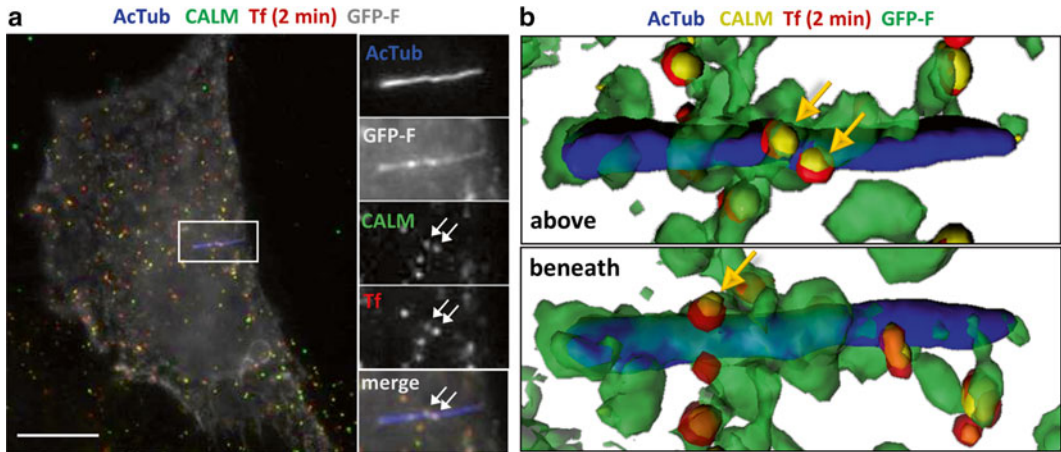 a
AcTub CALM Tf (2 min) GFP-F
AcTub
GFP-F
CALM
Tf
merge
b
AcTub CALM Tf (2 min) GFP-F
above
beneath